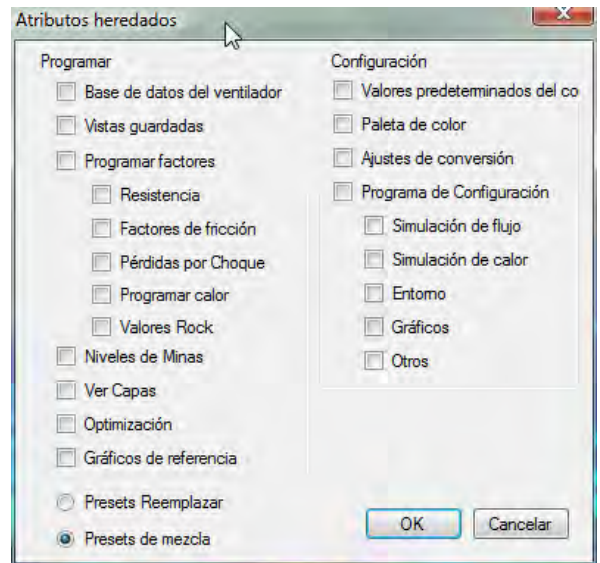 Atributos heredados
Programar
Base de datos del ventilador
Vistas guardadas
Programar factores
Resistencia
Factores de fricción
Pérdidas por Choque
Programar calor
Valores Rock
Niveles de Minas
Ver Capas
Optimización
Gráficos de referencia
Presets Reemplazar
Presets de mezcla
Configuración
Valores predeterminados del co
Paleta de color
Ajustes de conversión
Programa de Configuración
Simulación de flujo
Simulación de calor
Entorno
Gráficos
Otros
OK
Cancelar